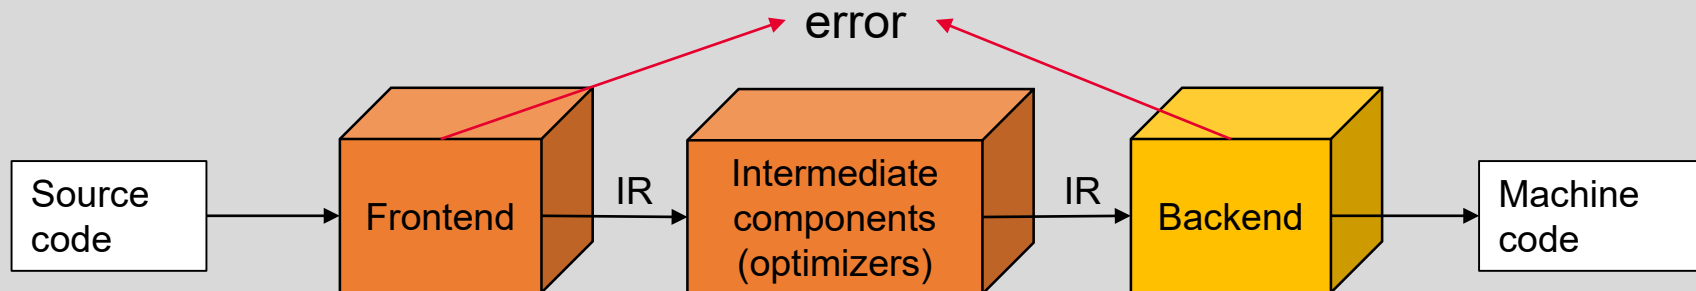 error
Source
code
Frontend
IR
Intermediate
components
(optimizers)
IR
Backend
Machine
code